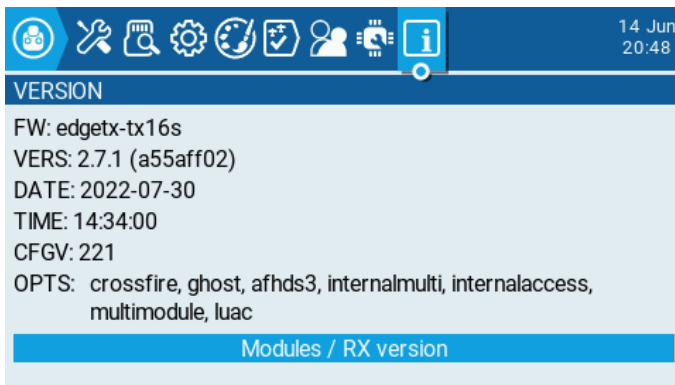 14 Jun
20:48
VERSION
FW: edgetx-tx16s
VERS: 2.7.1 (a55aff02)
DATE: 2022-07-30
TIME: 14:34:00
CFGV: 221
OPTS: crossfire, ghost, afhds3, internalmulti, internalaccess,
multimodule, luac
Modules / RX version